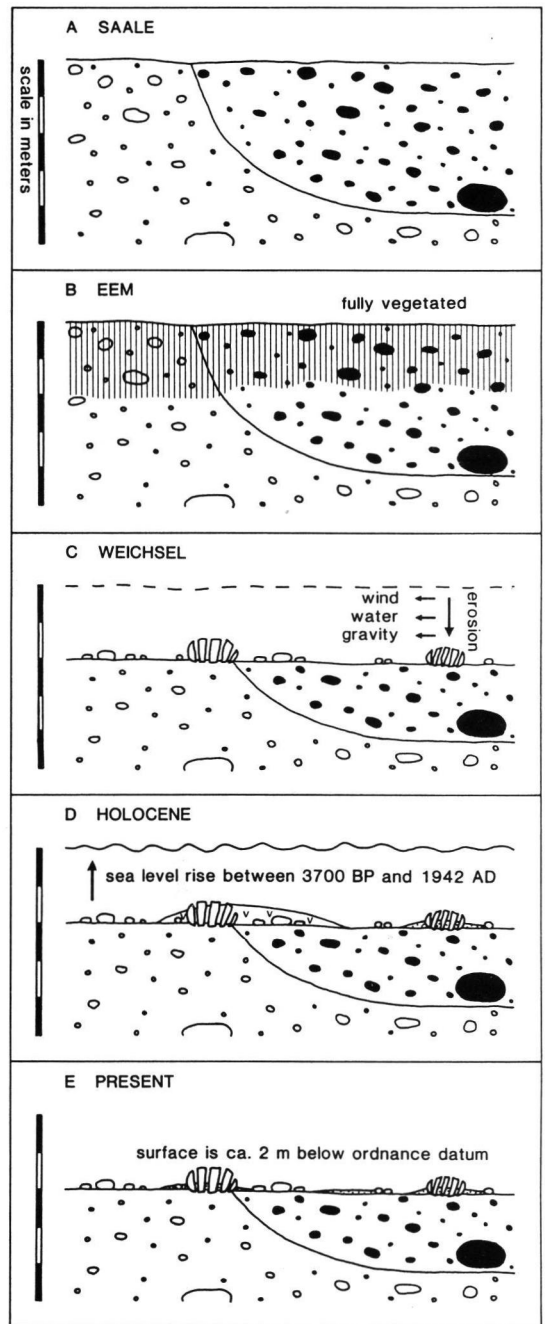 A SAALE
scale in meters
B EEM
fully vegetated
C WEICHSEL
wind
water
gravity
erosion
D HOLOCENE
sea level rise between 3700 BP and 1942 AD
E PRESENT
surface is ca. 2 m below ordnance datum